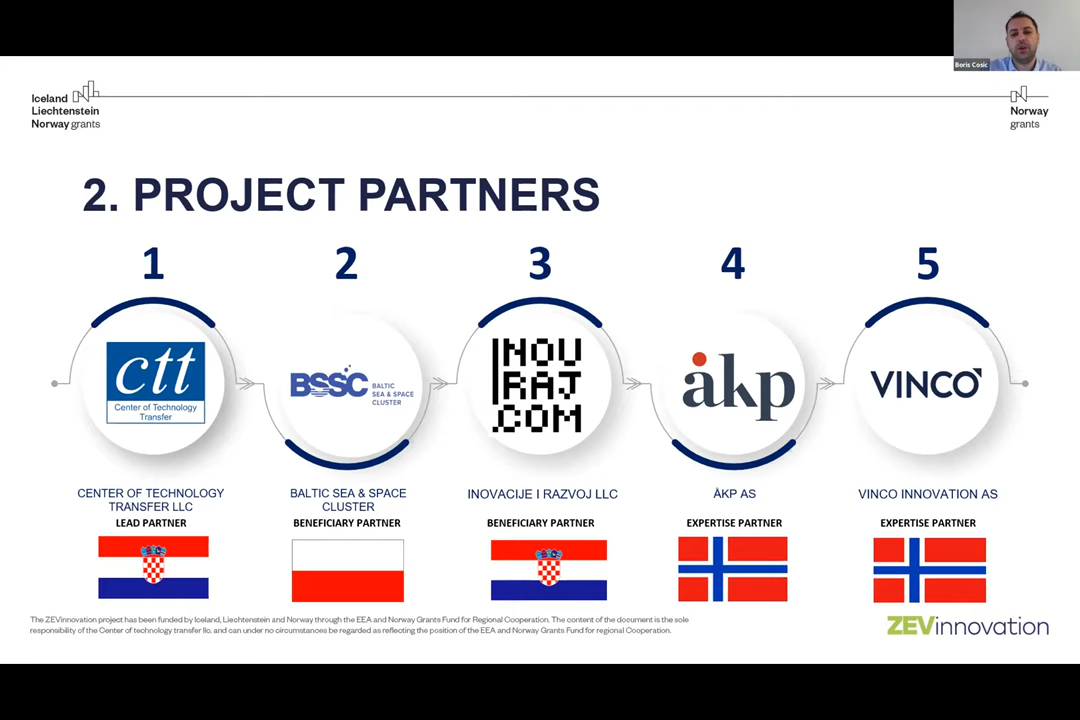 Boris Cosic
Iceland
Liechtenstein
Norway grants
Norway
grants
2. PROJECT PARTNERS
1
2
3
4
5
ctt
Center of Technology
Transfer
BSSC
BALTIC
SEA & SPACE
CLUSTER
INOU
RAJ
.COM
åkp
VINCO
CENTER OF TECHNOLOGY
TRANSFER LLC
LEAD PARTNER
BALTIC SEA & SPACE
CLUSTER
BENEFICIARY PARTNER
INOVACIJE I RAZVOJ LLC
BENEFICIARY PARTNER
ÅKP AS
EXPERTISE PARTNER
VINCO INNOVATION AS
EXPERTISE PARTNER
The ZEVinnovation project has been funded by Iceland, Liechtenstein and Norway through the EEA and Norway Grants Fund for Regional Cooperation. The content of the document is the sole
responsibility of the Center of technology transfer llc. and can under no circumstances be regarded as reflecting the position of the EEA and Norway Grants Fund for regional Cooperation.
ZEVinnovation